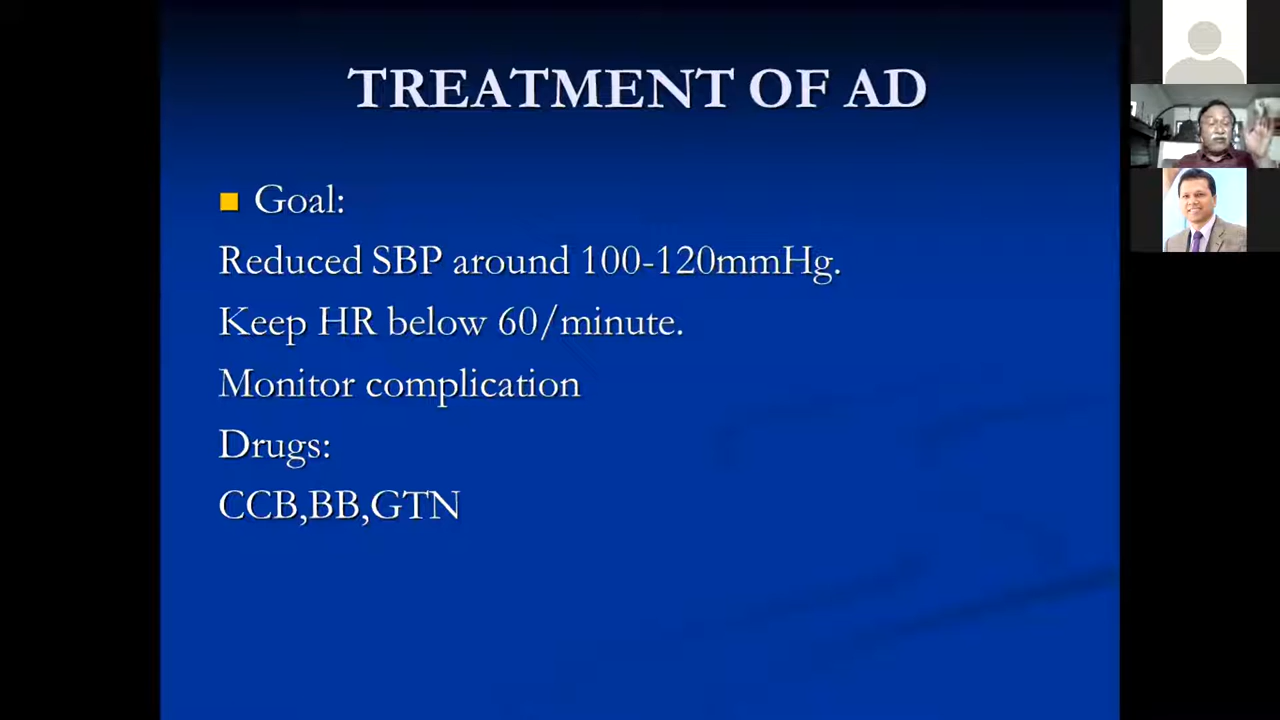 TREATMENT OF AD
Goal:
Reduced SBP around 100-120mmHg.
Keep HR below 60/minute.
Monitor complication
Drugs:
CCB,BB,GTN